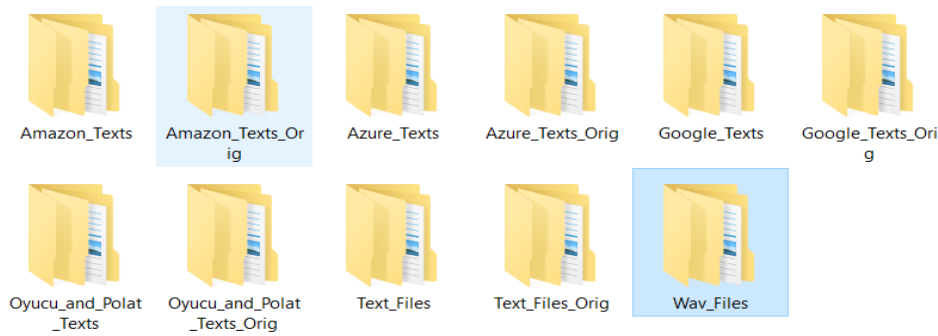 Amazon_Texts
Amazon_Texts_Or
ig
Azure_Texts
Azure_Texts_Orig
Google_Texts
Google_Texts_Ori
g
Oyucu_and_Polat
_Texts
Oyucu_and_Polat
_Texts_Orig
Text_Files
Text_Files_Orig
Wav_Files